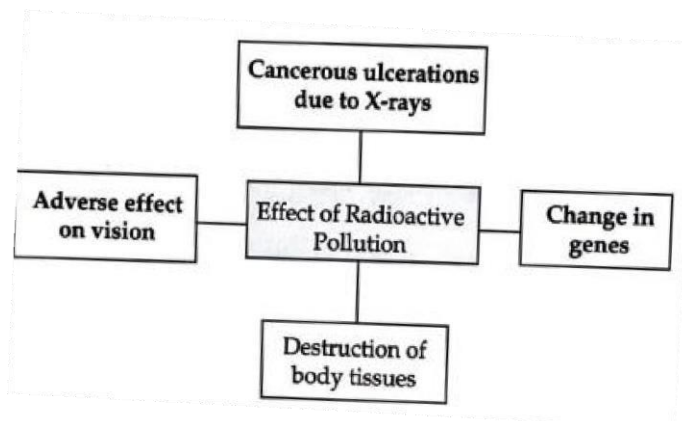 Cancerous ulcerations
due to X-rays
Adverse effect
on vision
Effect of Radioactive
Pollution
Change in
genes
Destruction of
body tissues